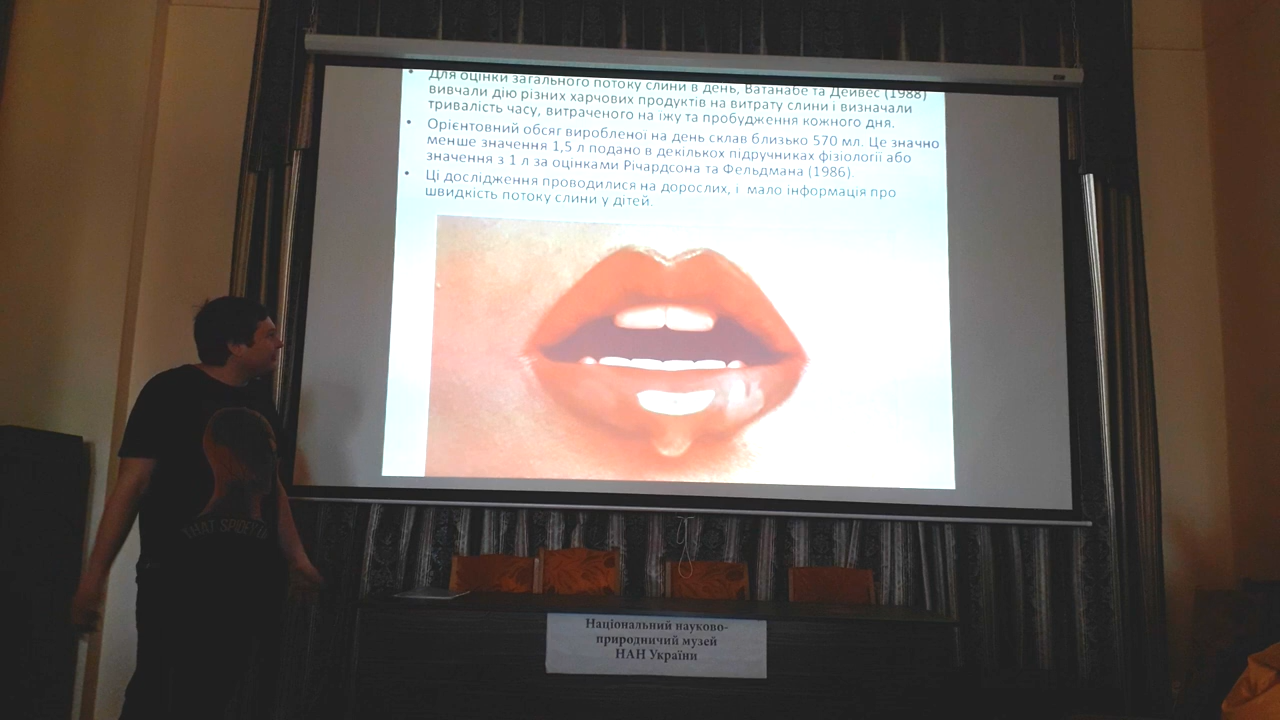 • Для оцінки загального потоку слини в день, Ватанабе та Дейвес (1988)
вивчали дію різних харчових продуктів на витрату слини і визначали
тривалість часу, витраченого на їжу та пробудження кожного дня.
• Орієнтовний обсяг виробленої на день склав близько 570 мл. Це значно
менше значення 1,5 л подано в декількох підручниках фізіології або
значення з 1 л за оцінками Річардсона та Фельдмана (1986).
• Ці дослідження проводилися на дорослих, і мало інформація про
швидкість потоку слини у дітей.
Національний науково-
природничий музей
НАН України